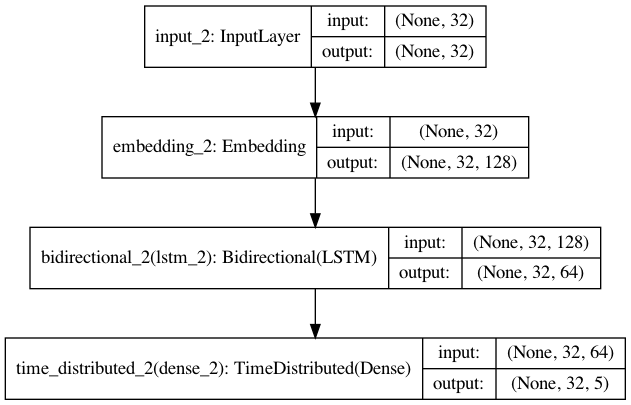 input_2: InputLayer
input: (None, 32)
output: (None, 32)
embedding_2: Embedding
input: (None, 32)
output: (None, 32, 128)
bidirectional_2(lstm_2): Bidirectional(LSTM)
input: (None, 32, 128)
output: (None, 32, 64)
time_distributed_2(dense_2): TimeDistributed(Dense)
input: (None, 32, 64)
output: (None, 32, 5)